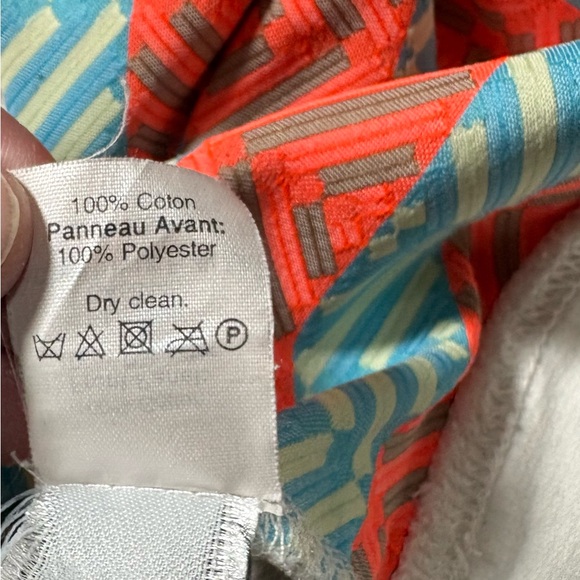 100% Coton
Panneau Avant:
100% Polyester
Dry clean.
P